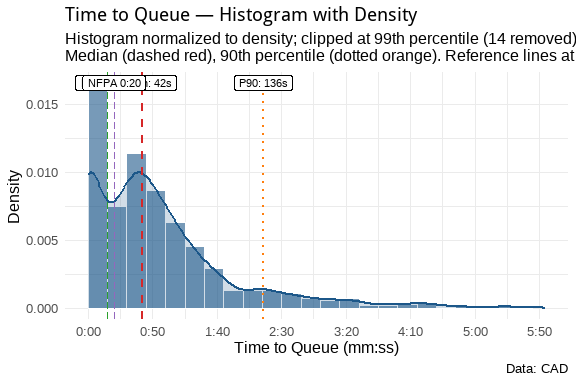 Time to Queue — Histogram with Density
Histogram normalized to density; clipped at 99th percentile (14 removed)
Median (dashed red), 90th percentile (dotted orange). Reference lines at
NFPA 0:20
: 42s
P90: 136s
0.015
0.010
0.005
0.000
Density
0:00 0:50 1:40 2:30 3:20 4:10 5:00 5:50
Time to Queue (mm:ss)
Data: CAD